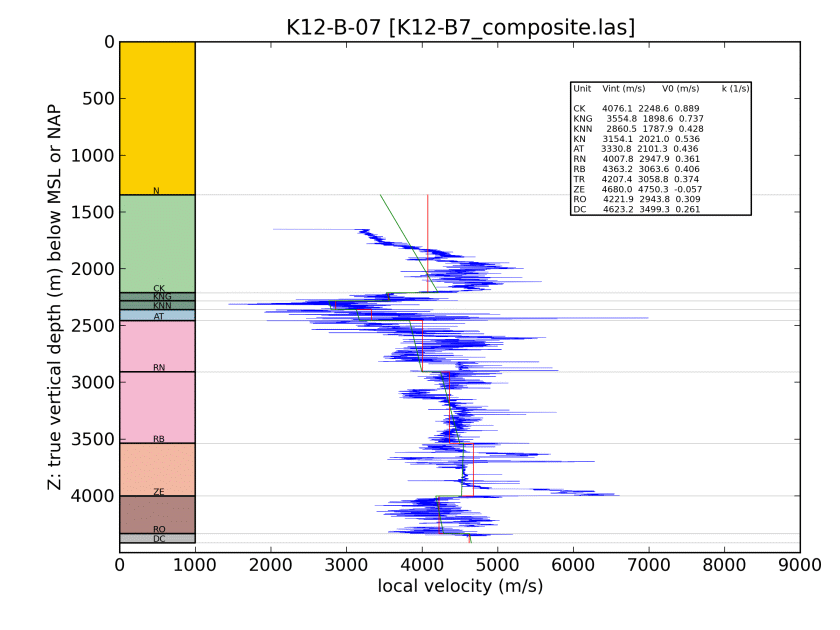 K12-B-07 [K12-B7_composite.las]
Z: true vertical depth (m) below MSL or NAP
0
500
1000
1500
2000
2500
3000
3500
4000
N
CK
KNG
KNN
AT
RN
RB
ZE
RO
DC
Unit Vint (m/s) V0 (m/s) k (1/s)
CK 4076.1 2248.6 0.889
KNG 3554.8 1898.6 0.737
KNN 2860.5 1787.9 0.428
KN 3154.1 2021.0 0.536
AT 3330.8 2101.3 0.436
RN 4007.8 2947.9 0.361
RB 4363.2 3063.6 0.406
TR 4207.4 3058.8 0.374
ZE 4680.0 4750.3 -0.057
RO 4221.9 2943.8 0.309
DC 4623.2 3499.3 0.261
0 1000 2000 3000 4000 5000 6000 7000 8000 9000
local velocity (m/s)